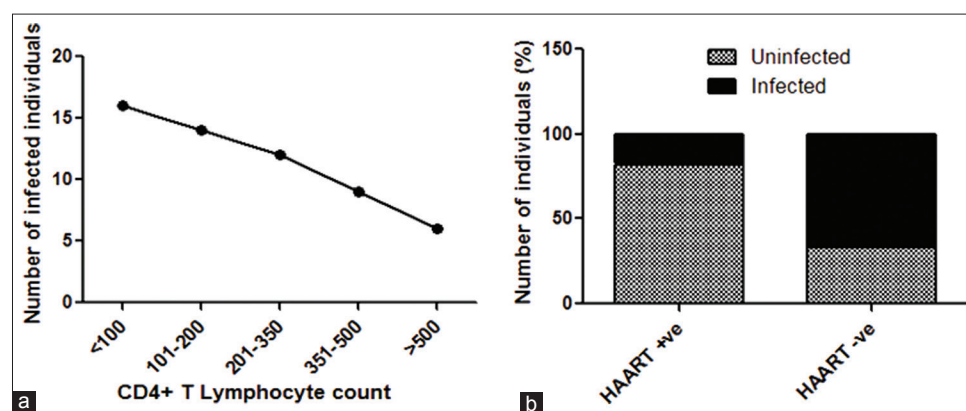 Number of infected individuals
20
15
10
5
0
<100
101-200
201-350
351-500
>500
CD4+ T Lymphocyte count
a
Number of individuals (%)
150
100
50
0
Uninfected
Infected
HAART +ve
HAART -ve
b